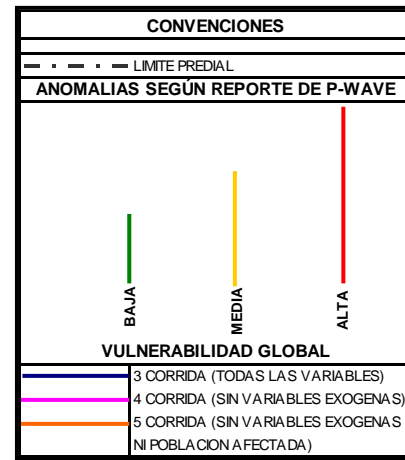 CONVENCIONES
LIMITE PREDIAL
ANOMALIAS SEGÚN REPORTE DE P-WAVE
BAJA
MEDIA
ALTA
VULNERABILIDAD GLOBAL
3 CORRIDA (TODAS LAS VARIABLES)
4 CORRIDA (SIN VARIABLES EXOGENAS)
5 CORRIDA (SIN VARIABLES EXOGENAS
NI POBLACION AFECTADA)